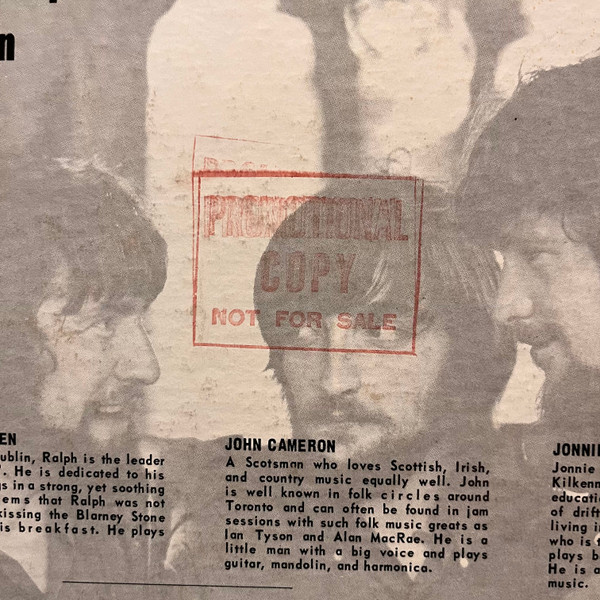 n
PROMOTIONAL
COPY
NOT FOR SALE
EN
ublin, Ralph is the leader
". He is dedicated to his
gs in a strong, yet soothing
ems that Ralph was not
kissing the Blarney Stone
is breakfast. He plays
JOHN CAMERON
A Scotsman who loves Scottish, Irish,
and country music equally well. John
is well known in folk circles around
Toronto and can often be found in jam
sessions with such folk music greats as
Ian Tyson and Alan MacRae. He is a
little man with a big voice and plays
guitar, mandolin, and harmonica.
JONNIE
Jonnie
Kilkenn
educatio
of drift
living in
who is t
plays b
He is a
music.